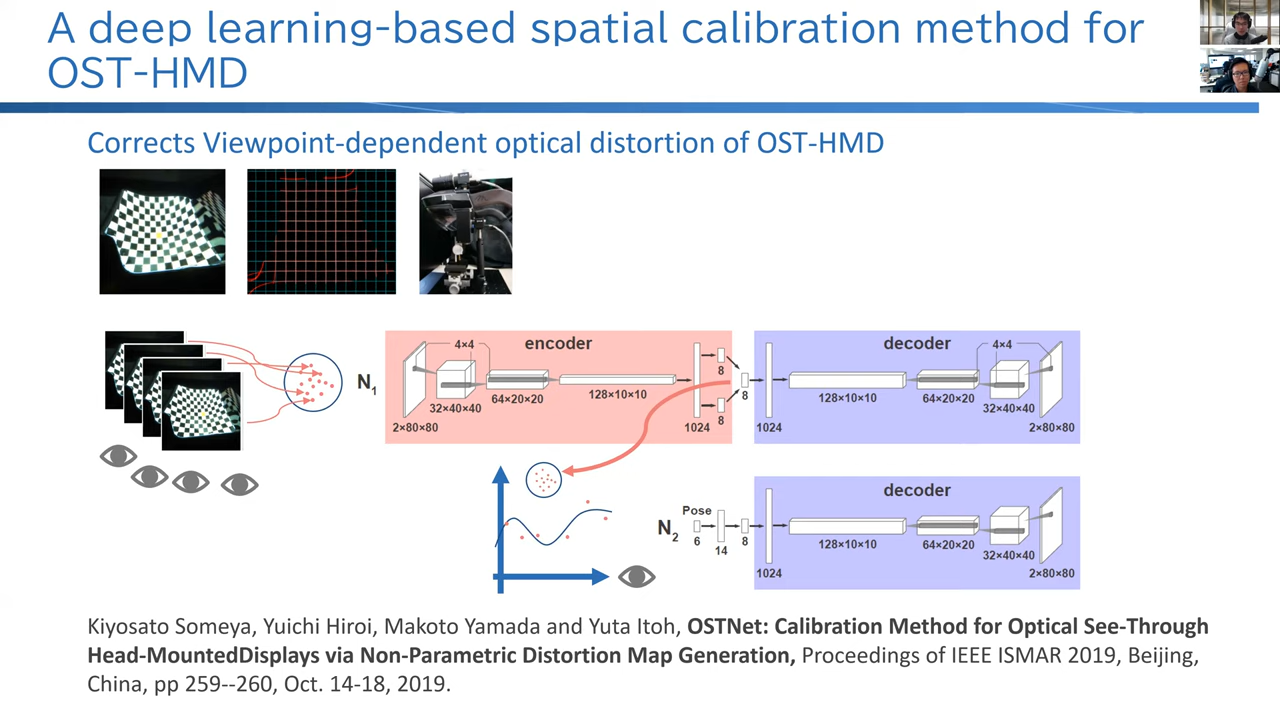 A deep learning-based spatial calibration method for
OST-HMD
Corrects Viewpoint-dependent optical distortion of OST-HMD
N1
encoder
4×4
2×80×80
32×40×40
64×20×20
128×10×10
1024
8
8
8
decoder
4×4
1024
128×10×10
64×20×20
32×40×40
2×80×80
N2
Pose
6
14
8
decoder
1024
128×10×10
64×20×20
32×40×40
2×80×80
Kiyosato Someya, Yuichi Hiroi, Makoto Yamada and Yuta Itoh, OSTNet: Calibration Method for Optical See-Through
Head-MountedDisplays via Non-Parametric Distortion Map Generation, Proceedings of IEEE ISMAR 2019, Beijing,
China, pp 259--260, Oct. 14-18, 2019.